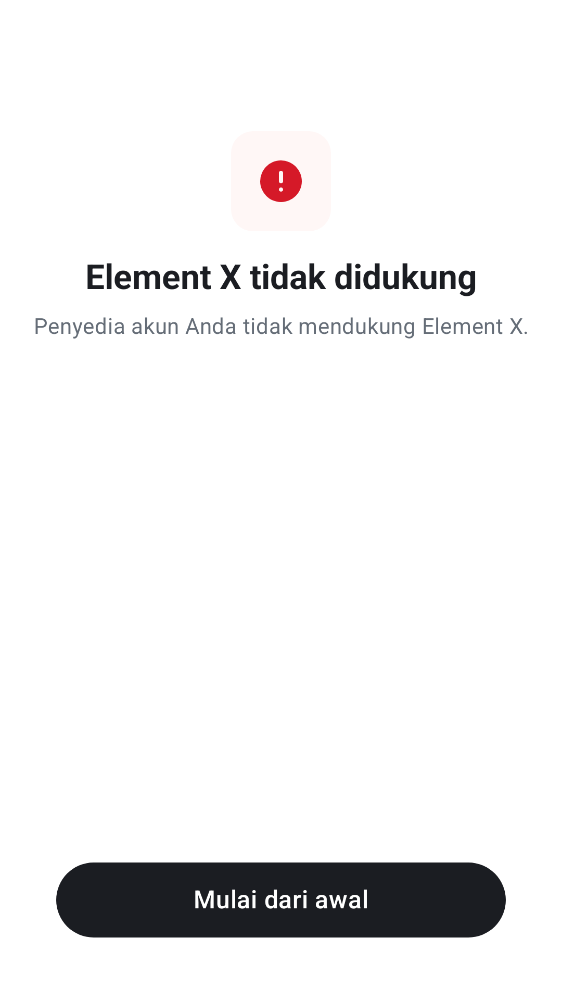 Element X tidak didukung
Penyedia akun Anda tidak mendukung Element X.
Mulai dari awal